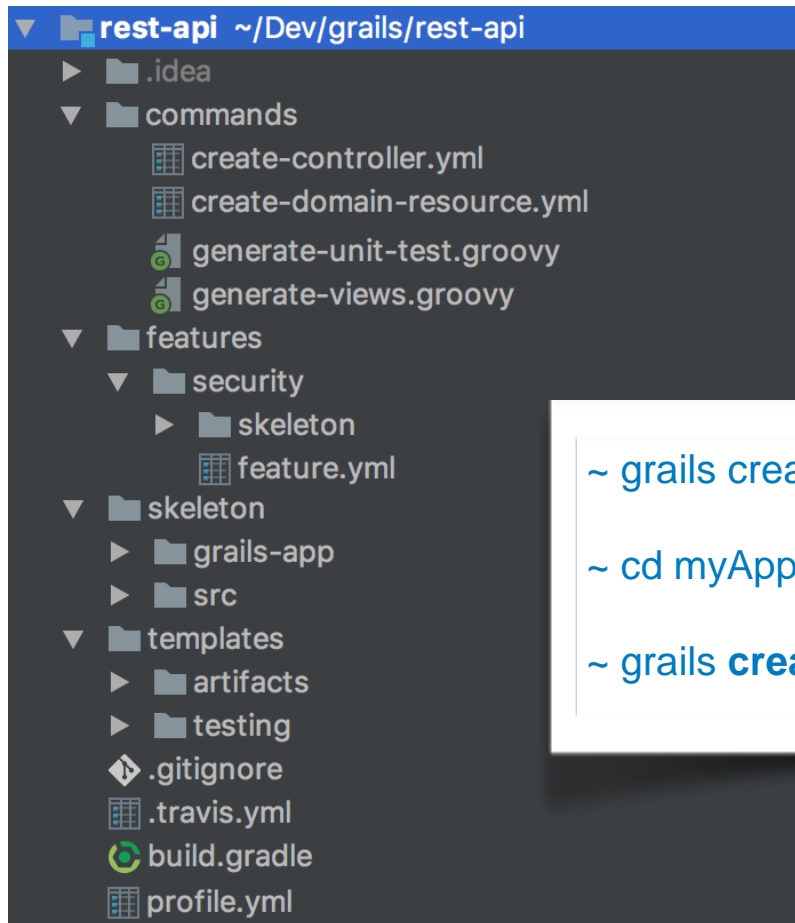 rest-api ~/Dev/grails/rest-api
.idea
commands
create-controller.yml
create-domain-resource.yml
generate-unit-test.groovy
generate-views.groovy
features
security
skeleton
feature.yml
skeleton
grails-app
src
templates
artifacts
testing
.gitignore
.travis.yml
build.gradle
profile.yml
~ grails crea
~ cd myApp
~ grails crea